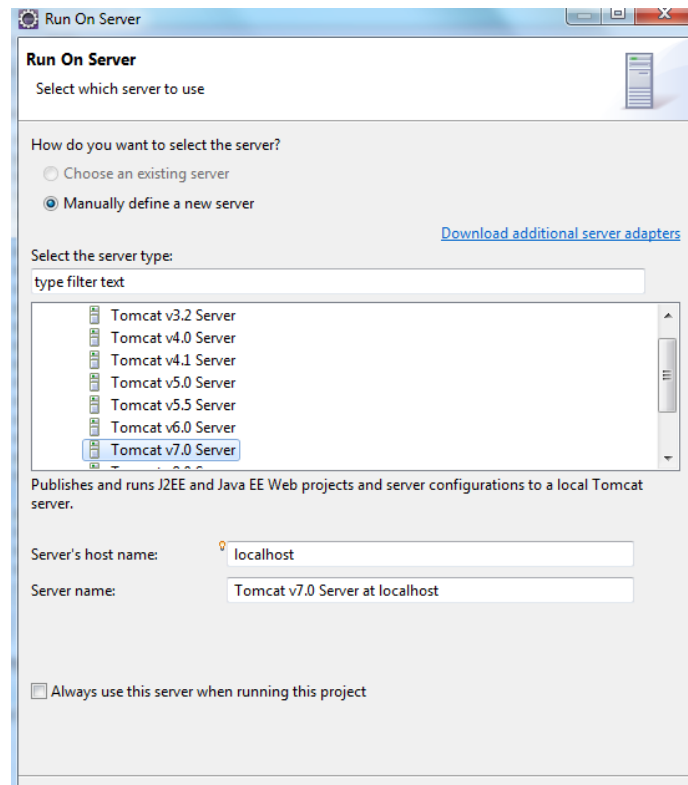 Run On Server
Run On Server
Select which server to use
How do you want to select the server?
Choose an existing server
Manually define a new server
Download additional server adapters
Select the server type:
type filter text
Tomcat v3.2 Server
Tomcat v4.0 Server
Tomcat v4.1 Server
Tomcat v5.0 Server
Tomcat v5.5 Server
Tomcat v6.0 Server
Tomcat v7.0 Server
Publishes and runs J2EE and Java EE Web projects and server configurations to a local Tomcat
server.
Server's host name: localhost
Server name: Tomcat v7.0 Server at localhost
Always use this server when running this project